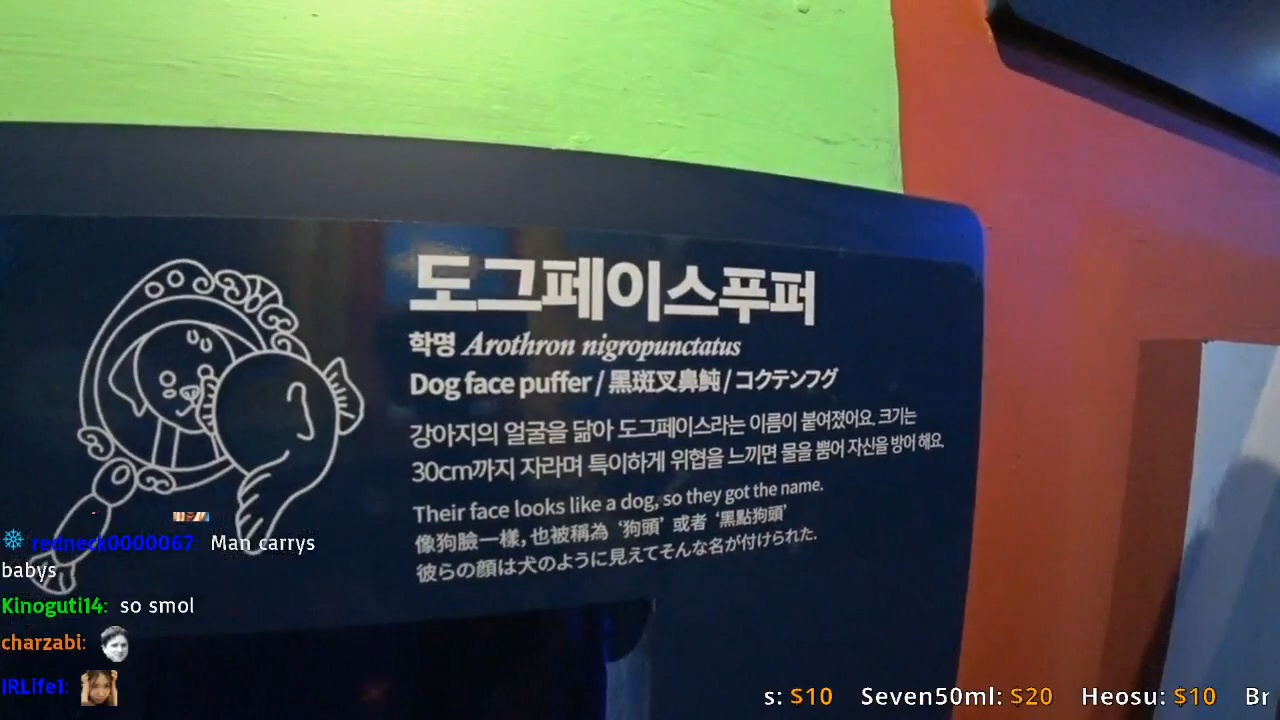 도그페이스푸퍼
학명 Arothron nigropunctatus
Dog face puffer / 黑斑叉鼻魨 / コクテンフグ
강아지의 얼굴을 닮아 도그페이스라는 이름이 붙여졌어요. 크기는
30cm까지 자라며 특이하게 위협을 느끼면 물을 뿜어 자신을 방어 해요.
Their face looks like a dog, so they got the name.
像狗臉一樣, 也被稱為 ‘狗頭’ 或者 ‘黑點狗頭’
彼らの顔は犬のように見えてそんな名が付けられた.
redneck0000067: Man carrys
babys
Kinoguti14: so smol
charzabi:
IRLife1:
s: $10 Seven50ml: $20 Heosu: $10 Br